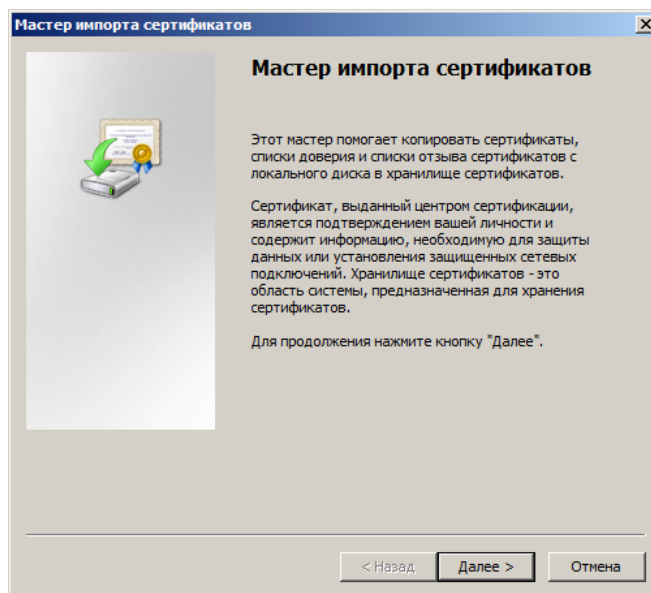 Мастер импорта сертификатов
Мастер импорта сертификатов
Этот мастер помогает копировать сертификаты,
списки доверия и списки отзыва сертификатов с
локального диска в хранилище сертификатов.
Сертификат, выданный центром сертификации,
является подтверждением вашей личности и
содержит информацию, необходимую для защиты
данных или установления защищенных сетевых
подключений. Хранилище сертификатов - это
область системы, предназначенная для хранения
сертификатов.
Для продолжения нажмите кнопку "Далее".
< Назад Далее > Отмена